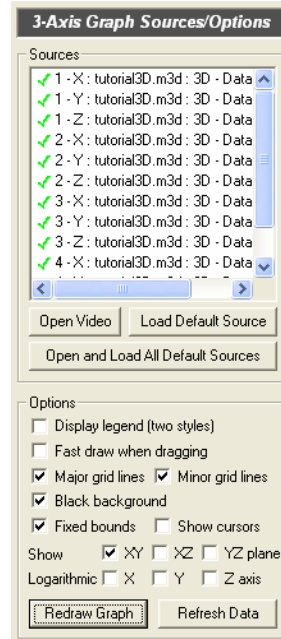 3-Axis Graph Sources/Options
Sources
1 - X : tutorial3D.m3d : 3D - Data
1 - Y : tutorial3D.m3d : 3D - Data
1 - Z : tutorial3D.m3d : 3D - Data
2 - X : tutorial3D.m3d : 3D - Data
2 - Y : tutorial3D.m3d : 3D - Data
2 - Z : tutorial3D.m3d : 3D - Data
3 - X : tutorial3D.m3d : 3D - Data
3 - Y : tutorial3D.m3d : 3D - Data
3 - Z : tutorial3D.m3d : 3D - Data
4 - X : tutorial3D.m3d : 3D - Data
Open Video Load Default Source
Open and Load All Default Sources
Options
Display legend (two styles)
Fast draw when dragging
Major grid lines Minor grid lines
Black background
Fixed bounds Show cursors
Show XY XZ YZ plane
Logarithmic X Y Z axis
Redraw Graph Refresh Data